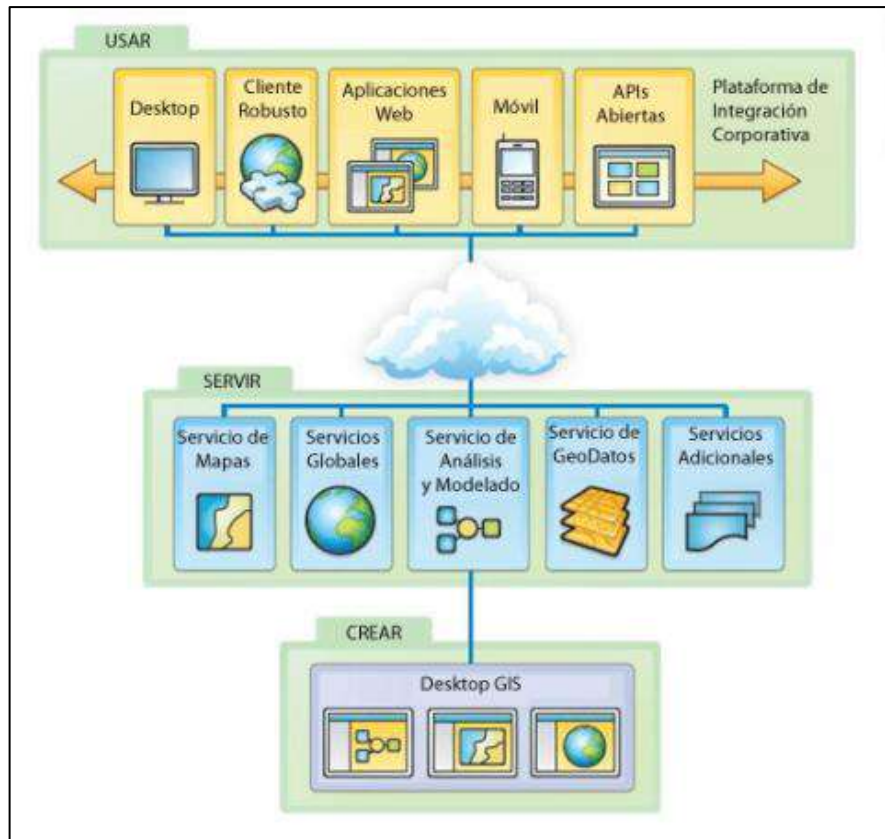 USAR
Desktop
Cliente
Robusto
Aplicaciones
Web
Móvil
APIs
Abiertas
Plataforma de
Integración
Corporativa
SERVIR
Servicio de
Mapas
Servicios
Globales
Servicio de
Análisis
y Modelado
Servicio de
GeoDatos
Servicios
Adicionales
CREAR
Desktop GIS